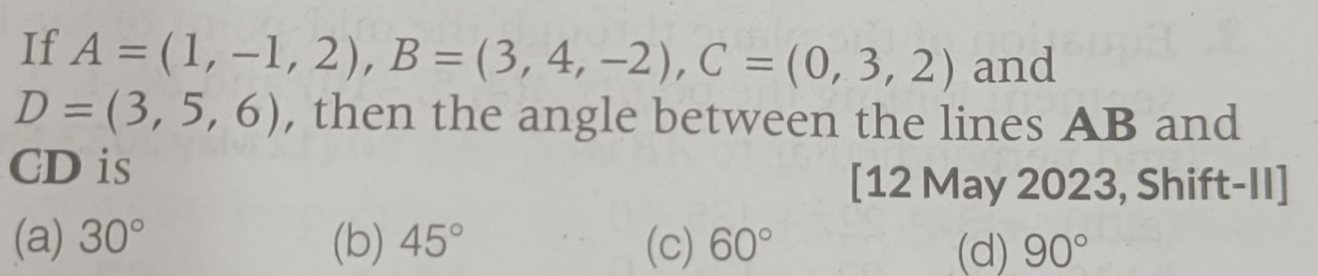 If A = (1, –1, 2), B = (3, 4, –2), C = (0, 3, 2) and
D = (3, 5, 6), then the angle between the lines AB and
CD is [12 May 2023, Shift-II]
(a) 30° (b) 45° (c) 60° (d) 90°